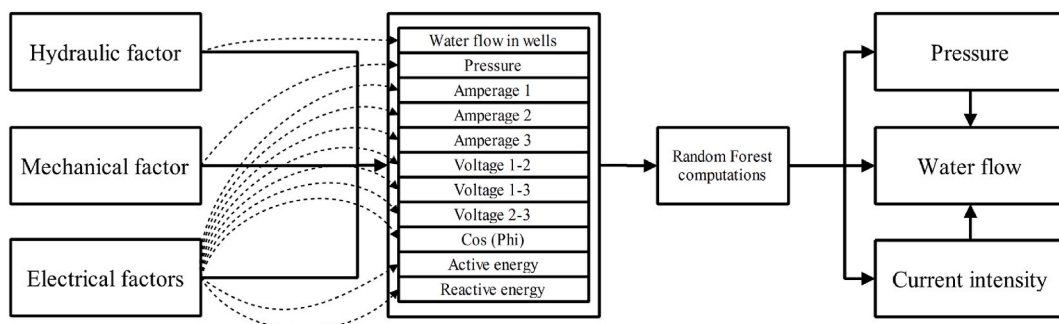 Hydraulic factor
Mechanical factor
Electrical factors
Water flow in wells
Pressure
Amperage 1
Amperage 2
Amperage 3
Voltage 1-2
Voltage 1-3
Voltage 2-3
Cos (Phi)
Active energy
Reactive energy
Random Forest
computations
Pressure
Water flow
Current intensity